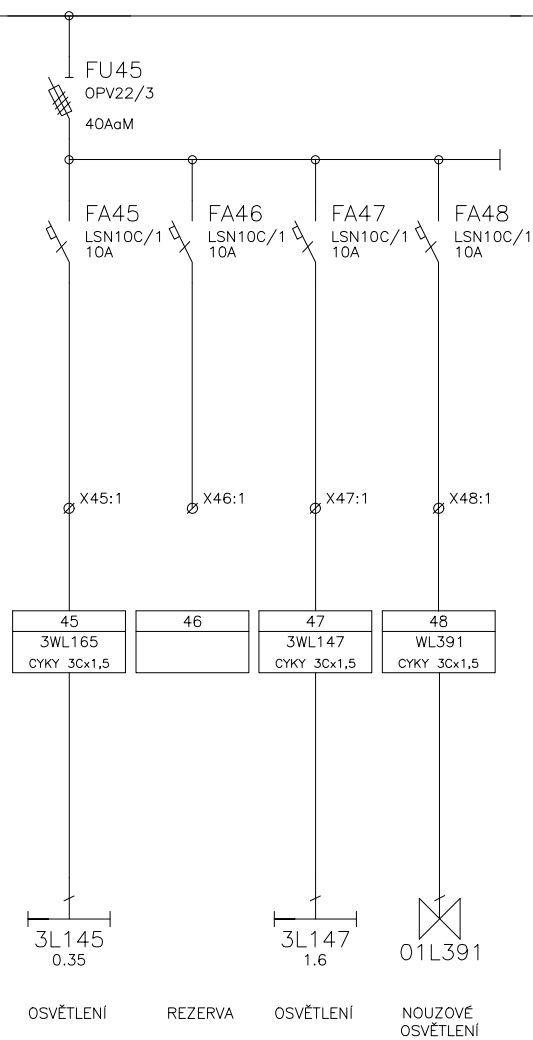 FU45
OPV22/3
40AaM
FA45
LSN10C/1
10A
FA46
LSN10C/1
10A
FA47
LSN10C/1
10A
FA48
LSN10C/1
10A
X45:1
X46:1
X47:1
X48:1
45
3WL165
CYKY 3Cx1,5
46
47
3WL147
CYKY 3Cx1,5
48
WL391
CYKY 3Cx1,5
3L145
0.35
3L147
1.6
01L391
OSVĚTLENÍ
REZERVA
OSVĚTLENÍ
NOUZOVÉ
OSVĚTLENÍ